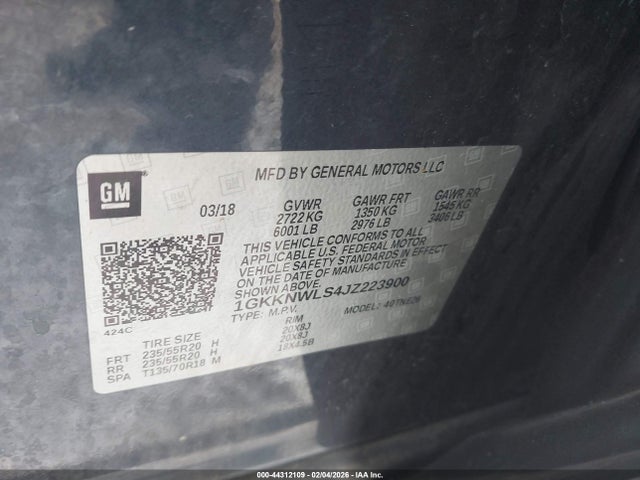 MFD BY GENERAL MOTORS LLC
GM
03/18 GVWR GAWR FRT GAWR RR
2722 KG 1350 KG 1545 KG
6001 LB 2976 LB 3406 LB
THIS VEHICLE CONFORMS TO ALL
APPLICABLE U.S. FEDERAL MOTOR
VEHICLE SAFETY STANDARDS IN EFFECT
ON THE DATE OF MANUFACTURE
SHOWN ABOVE.
1GKKNWLS4JZ223900
TYPE: M.P.V. MODEL:
424C
TIRE SIZE RIM
FRT 235/55R20 H 20X8J
RR 235/55R20 H 20X8J
SPA T135/70R18 M 18X4.5B
000-44312109 - 02/04/2026 - IAA Inc.